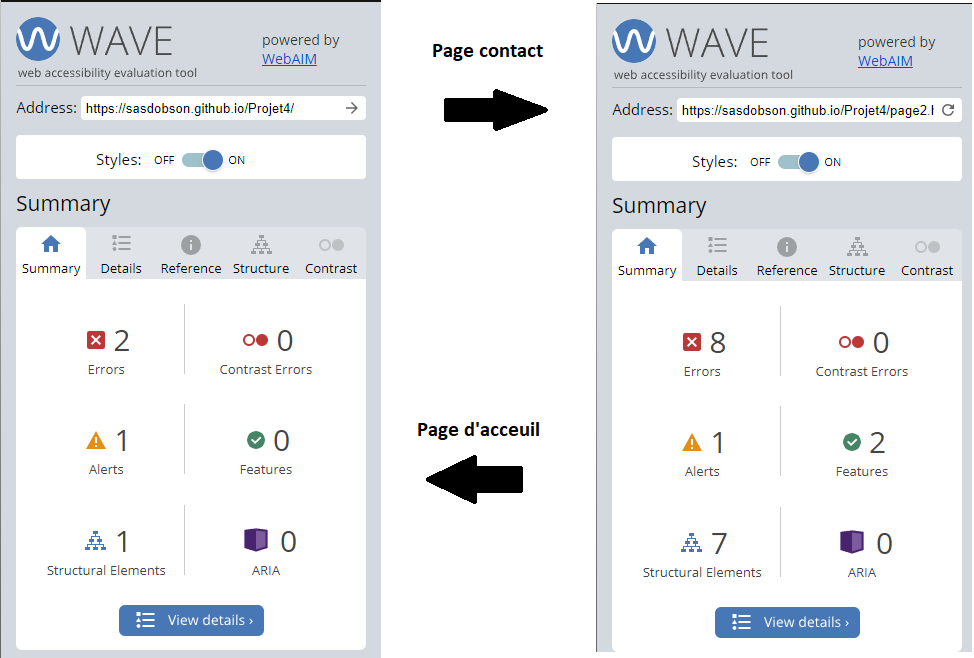 WAVE
powered by
WebAIM
web accessibility evaluation tool
Address: https://sasdobson.github.io/Projet4/
Styles: OFF ON
Summary
Summary Details Reference Structure Contrast
2 0
Errors Contrast Errors
1 0
Alerts Features
1 0
Structural Elements ARIA
View details ›
Page contact
Page d'acceuil
WAVE
powered by
WebAIM
web accessibility evaluation tool
Address: https://sasdobson.github.io/Projet4/page2.h
Styles: OFF ON
Summary
Summary Details Reference Structure Contrast
8 0
Errors Contrast Errors
1 2
Alerts Features
7 0
Structural Elements ARIA
View details ›